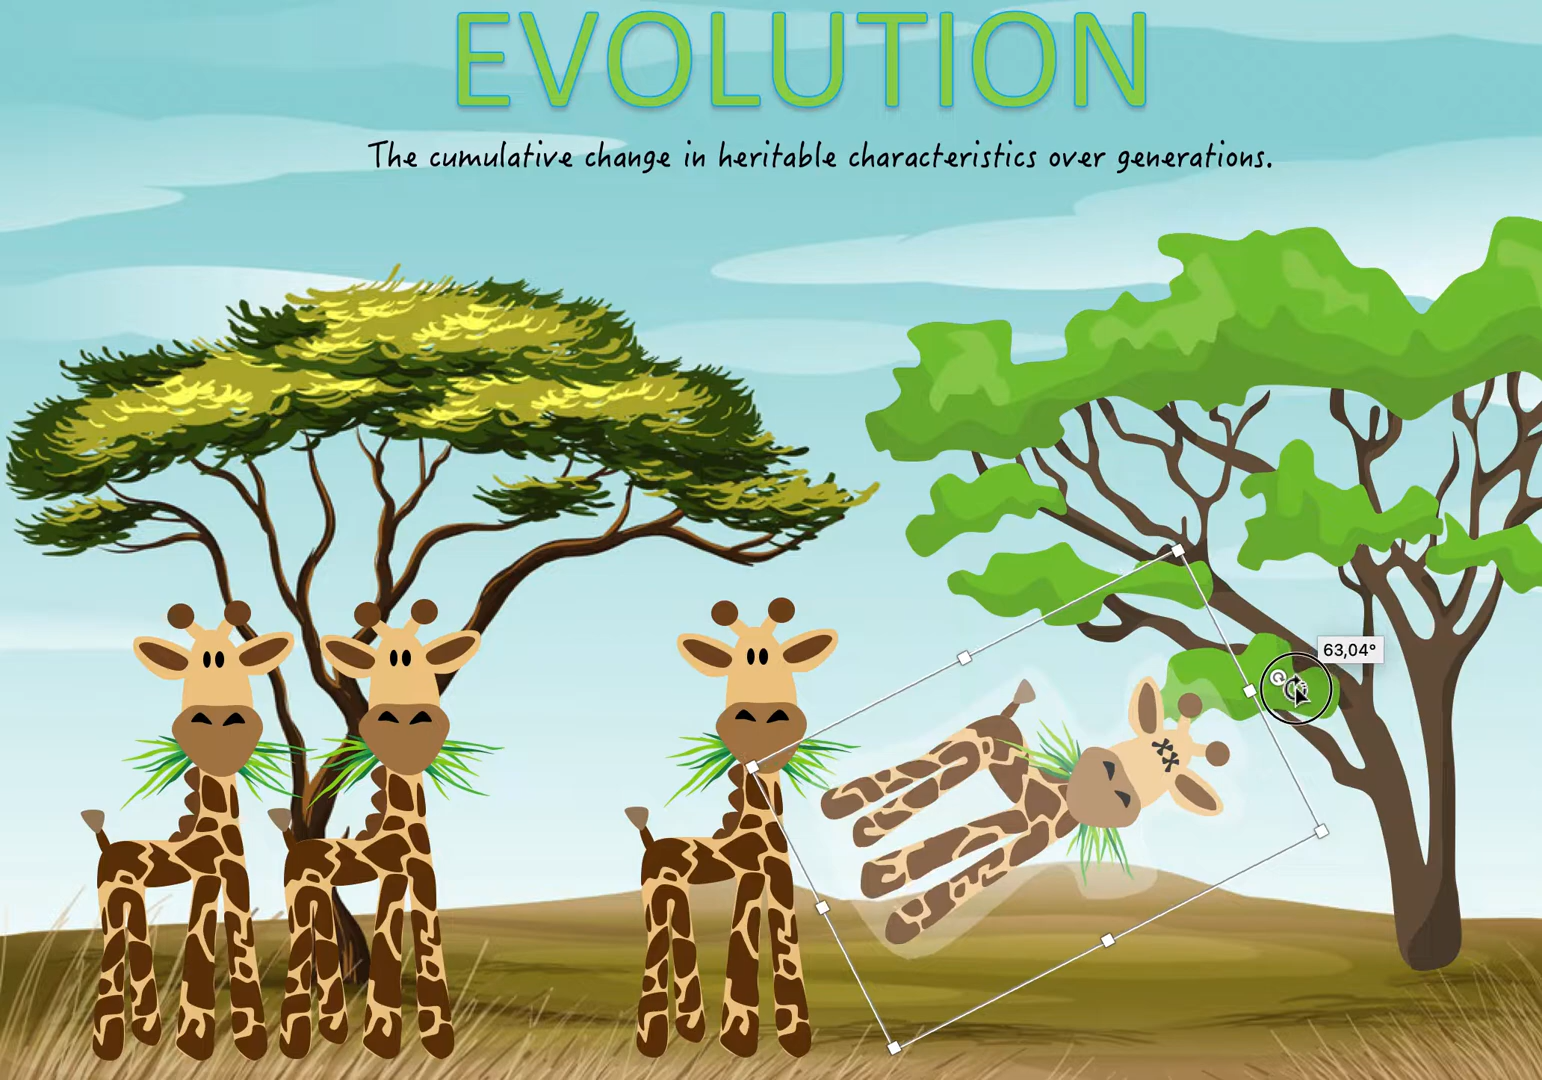 EVOLUTION
The cumulative change in heritable characteristics over generations.
63,04°